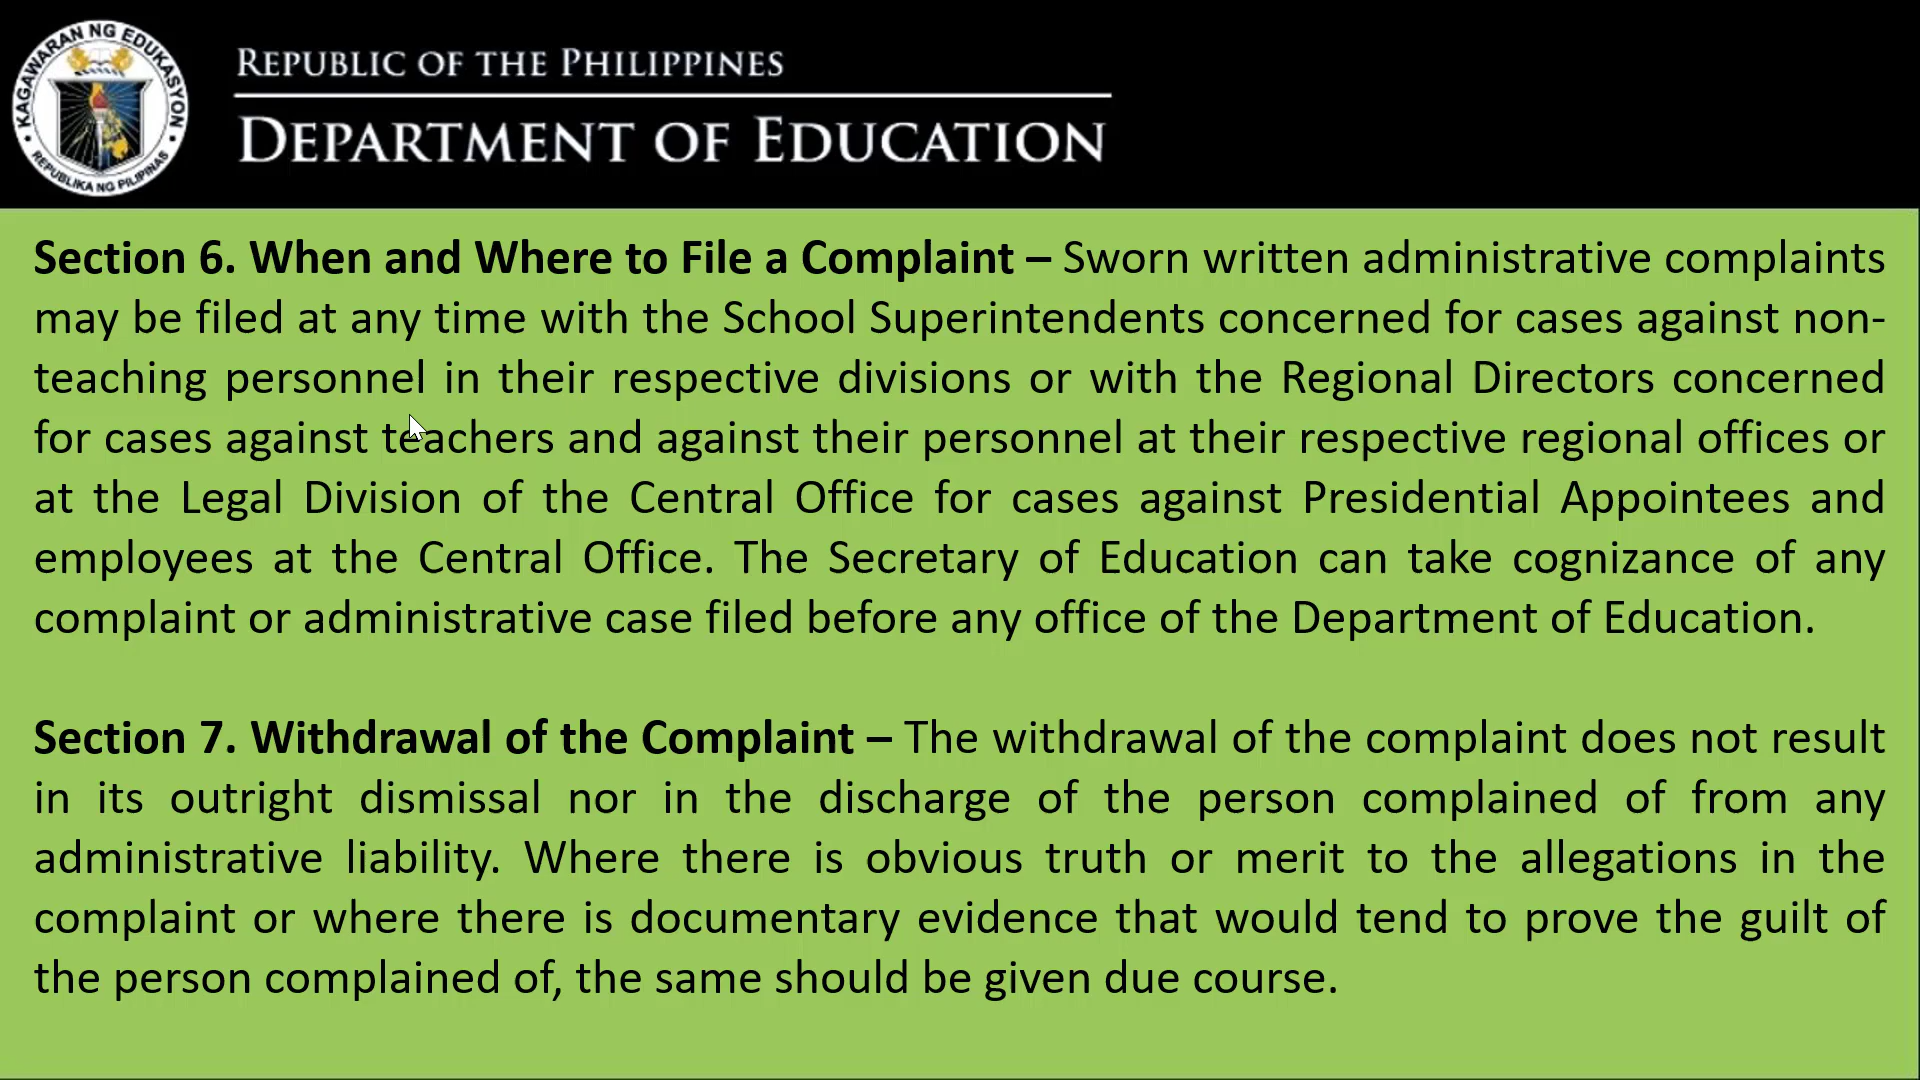 KAGAWARAN NG EDUKASYON
REPUBLIKA NG PILIPINAS
REPUBLIC OF THE PHILIPPINES
DEPARTMENT OF EDUCATION
Section 6. When and Where to File a Complaint – Sworn written administrative complaints
may be filed at any time with the School Superintendents concerned for cases against non-
teaching personnel in their respective divisions or with the Regional Directors concerned
for cases against teachers and against their personnel at their respective regional offices or
at the Legal Division of the Central Office for cases against Presidential Appointees and
employees at the Central Office. The Secretary of Education can take cognizance of any
complaint or administrative case filed before any office of the Department of Education.
Section 7. Withdrawal of the Complaint – The withdrawal of the complaint does not result
in its outright dismissal nor in the discharge of the person complained of from any
administrative liability. Where there is obvious truth or merit to the allegations in the
complaint or where there is documentary evidence that would tend to prove the guilt of
the person complained of, the same should be given due course.